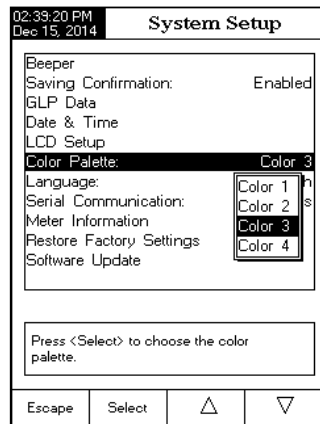 02:39:20 PM
Dec 15, 2014
System Setup
Beeper
Saving Confirmation: Enabled
GLP Data
Date & Time
LCD Setup
Color Palette: Color 3
Language: h
Serial Communication: s
Meter Information
Restore Factory Settings
Software Update
Color 1
Color 2
Color 3
Color 4
Press <Select> to choose the color
palette.
Escape Select